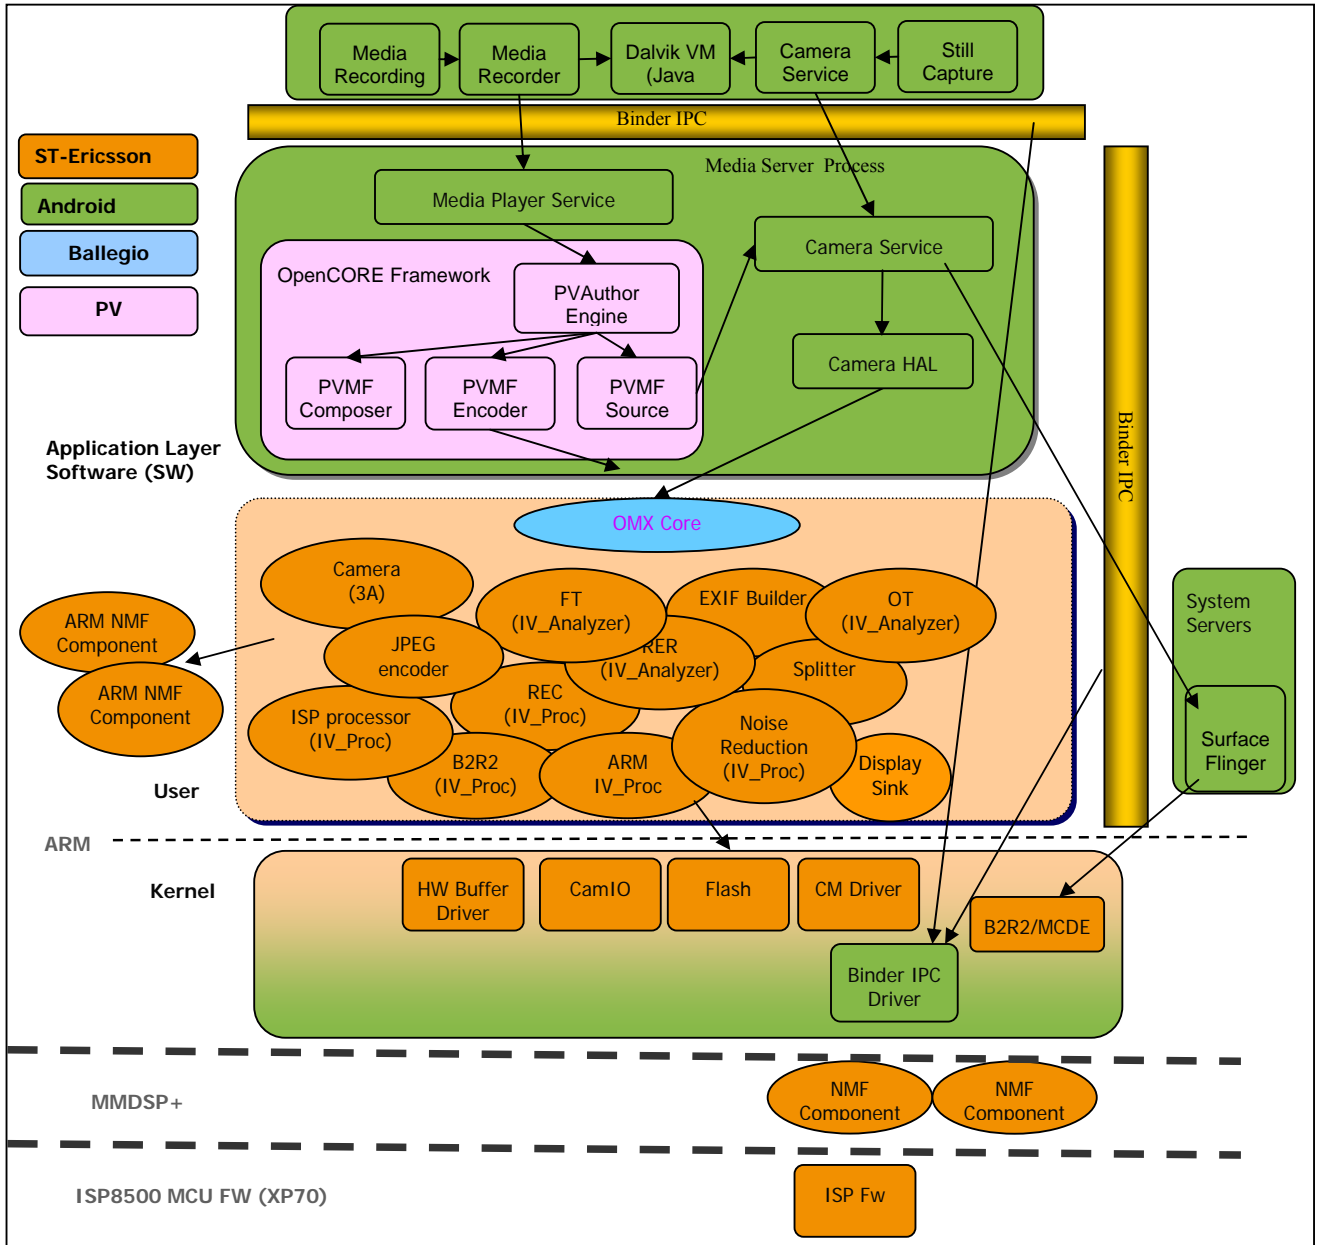 Media
Recording
Media
Recorder
Dalvik VM
(Java
Camera
Service
Still
Capture
Binder IPC
ST-Ericsson
Android
Ballegio
PV
Media Server Process
Media Player Service
Camera Service
OpenCORE Framework
PVAuthor
Engine
Camera HAL
PVMF
Composer
PVMF
Encoder
PVMF
Source
Binder IPC
Application Layer
Software (SW)
OMX Core
Camera
(3A)
FT
(IV_Analyzer)
EXIF Builder
OT
(IV_Analyzer)
System
Servers
ARM NMF
Component
JPEG
encoder
RER
(IV_Analyzer)
Splitter
ARM NMF
Component
REC
(IV_Proc)
ISP processor
(IV_Proc)
Noise
Reduction
(IV_Proc)
B2R2
(IV_Proc)
ARM
IV_Proc
Display
Sink
Surface
Flinger
User
ARM
Kernel
HW Buffer
Driver
CamIO
Flash
CM Driver
B2R2/MCDE
Binder IPC
Driver
MMDSP+
NMF
Component
NMF
Component
ISP8500 MCU FW (XP70)
ISP Fw